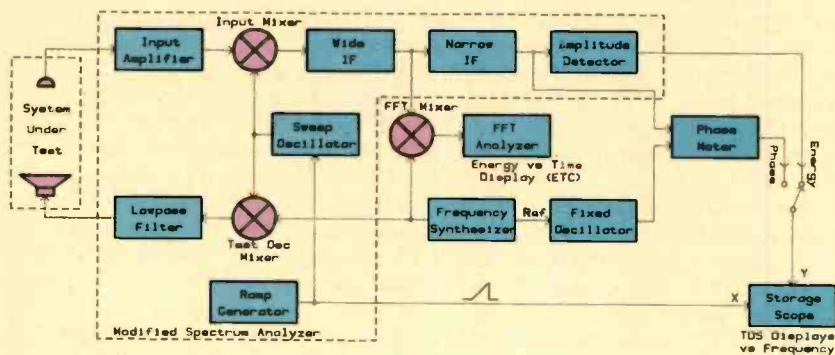 Input Mixer
Input
Amplifier
Wide
IF
Narrow
IF
Amplitude
Detector
System
Under
Test
FFT Mixer
Sweep
Oscillator
FFT
Analyzer
Energy vs Time
Display (ETC)
Phase
Meter
Phase
Energy
Lowpass
Filter
Test Osc
Mixer
Frequency
Synthesizer
Ref
Fixed
Oscillator
Ramp
Generator
Modified Spectrum Analyzer
X
Y
Storage
Scope
TDS Displays
vs Frequency